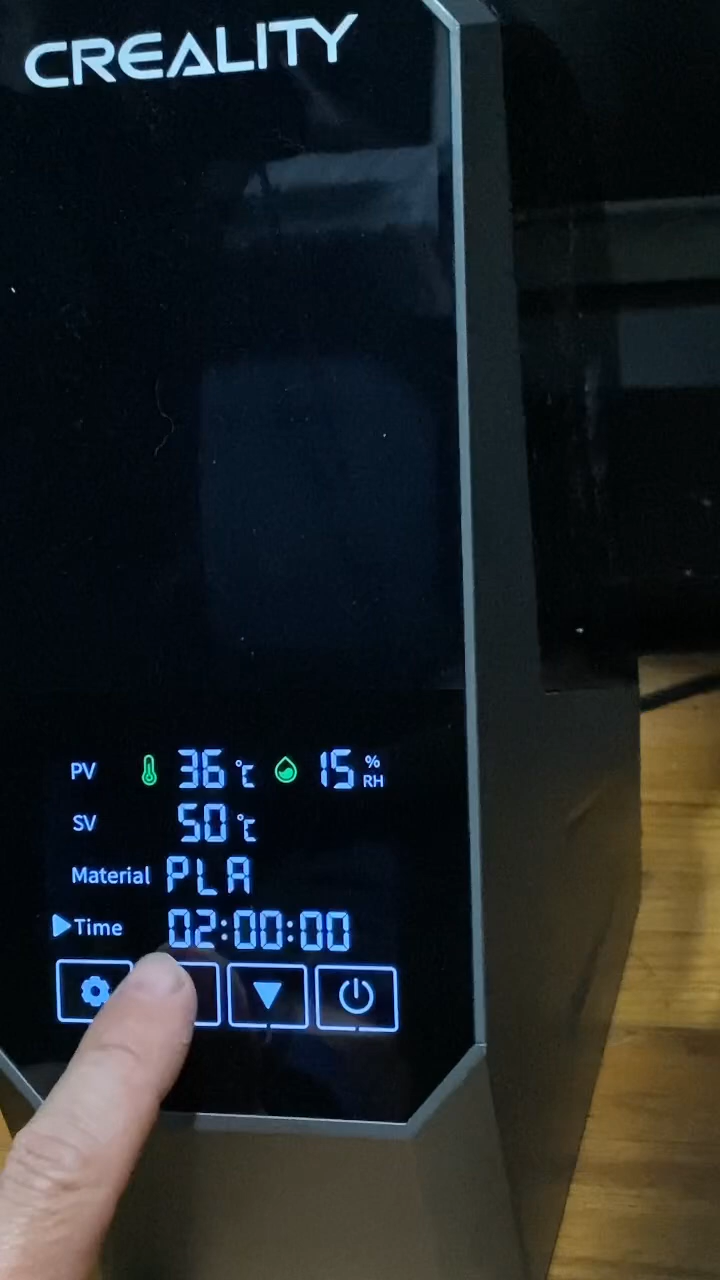 CREALITY
PV 36 °C 15 % RH
SV 50 °C
Material PLA
Time 02:00:00